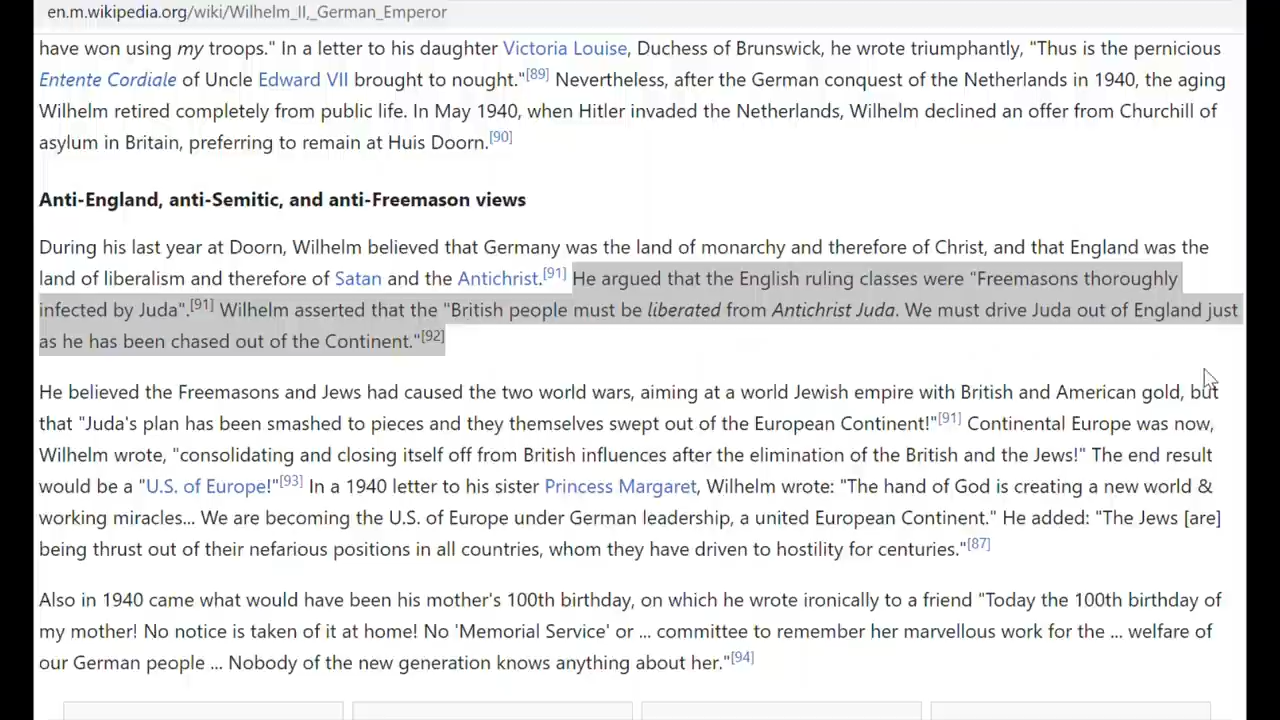 en.m.wikipedia.org/wiki/Wilhelm_II,_German_Emperor
have won using my troops." In a letter to his daughter Victoria Louise, Duchess of Brunswick, he wrote triumphantly, "Thus is the pernicious
Entente Cordiale of Uncle Edward VII brought to nought."[89] Nevertheless, after the German conquest of the Netherlands in 1940, the aging
Wilhelm retired completely from public life. In May 1940, when Hitler invaded the Netherlands, Wilhelm declined an offer from Churchill of
asylum in Britain, preferring to remain at Huis Doorn.[90]
Anti-England, anti-Semitic, and anti-Freemason views
During his last year at Doorn, Wilhelm believed that Germany was the land of monarchy and therefore of Christ, and that England was the
land of liberalism and therefore of Satan and the Antichrist.[91] He argued that the English ruling classes were "Freemasons thoroughly
infected by Juda".[91] Wilhelm asserted that the "British people must be liberated from Antichrist Juda. We must drive Juda out of England just
as he has been chased out of the Continent."[92]
He believed the Freemasons and Jews had caused the two world wars, aiming at a world Jewish empire with British and American gold, but
that "Juda's plan has been smashed to pieces and they themselves swept out of the European Continent!"[91] Continental Europe was now,
Wilhelm wrote, "consolidating and closing itself off from British influences after the elimination of the British and the Jews!" The end result
would be a "U.S. of Europe!"[93] In a 1940 letter to his sister Princess Margaret, Wilhelm wrote: "The hand of God is creating a new world &
working miracles... We are becoming the U.S. of Europe under German leadership, a united European Continent." He added: "The Jews [are]
being thrust out of their nefarious positions in all countries, whom they have driven to hostility for centuries."[87]
Also in 1940 came what would have been his mother's 100th birthday, on which he wrote ironically to a friend "Today the 100th birthday of
my mother! No notice is taken of it at home! No 'Memorial Service' or ... committee to remember her marvellous work for the ... welfare of
our German people ... Nobody of the new generation knows anything about her."[94]